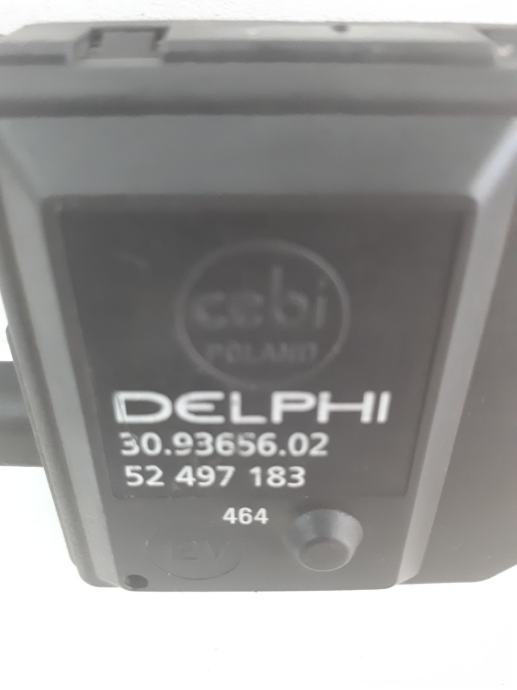 cebi
POLAND
DELPHI
30.93656.02
52 497 183
464
12V